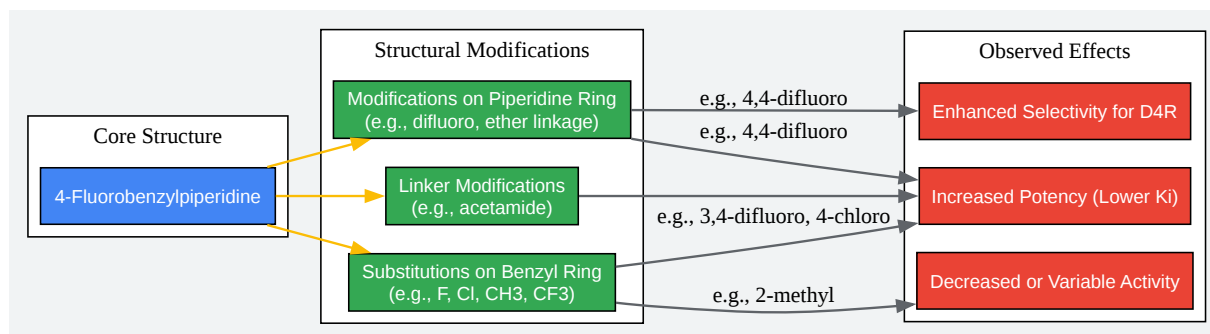 Core Structure
4-Fluorobenzylpiperidine
Structural Modifications
Modifications on Piperidine Ring
(e.g., difluoro, ether linkage)
Linker Modifications
(e.g., acetamide)
Substitutions on Benzyl Ring
(e.g., F, Cl, CH3, CF3)
e.g., 4,4-difluoro
e.g., 4,4-difluoro
e.g., 3,4-difluoro, 4-chloro
e.g., 2-methyl
Observed Effects
Enhanced Selectivity for D4R
Increased Potency (Lower Ki)
Decreased or Variable Activity